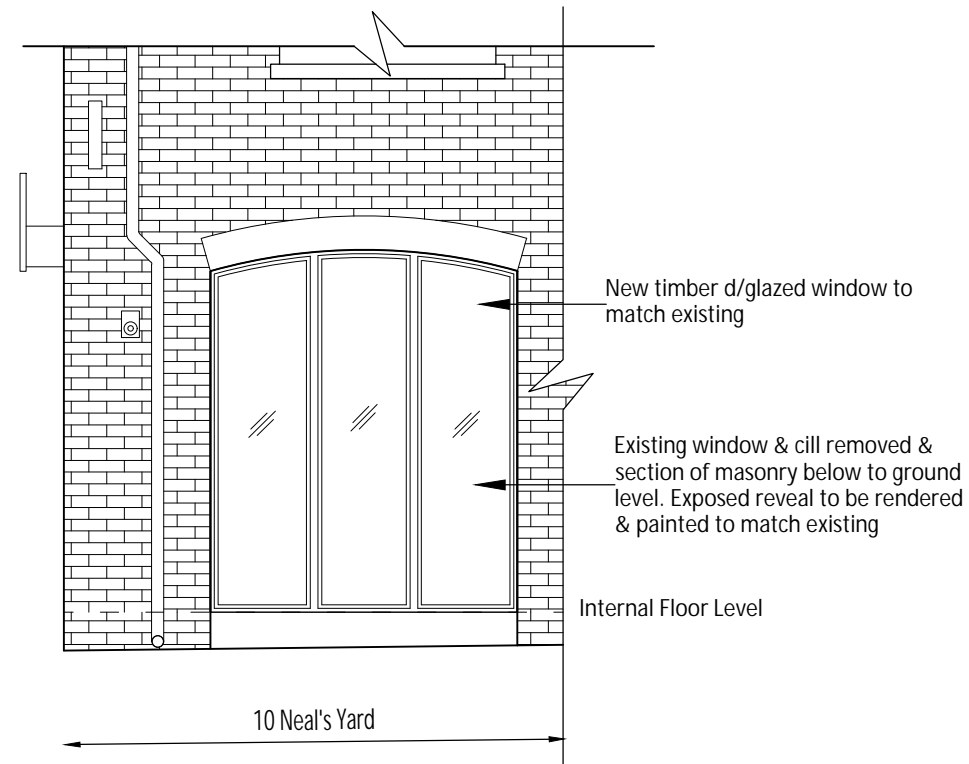 New timber d/glazed window to
match existing
Existing window & cill removed &
section of masonry below to ground
level. Exposed reveal to be rendered
& painted to match existing
Internal Floor Level
10 Neal's Yard